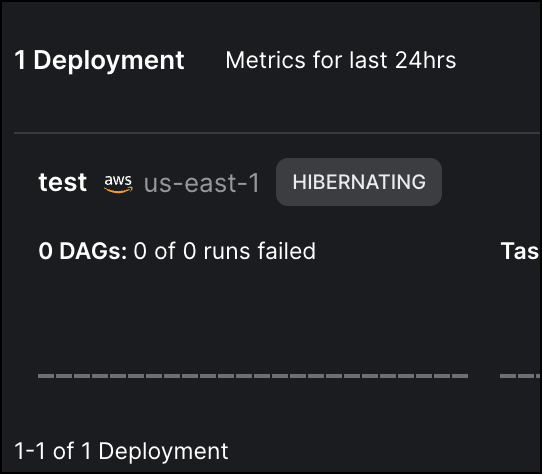 1 Deployment Metrics for last 24hrs
test aws us-east-1 HIBERNATING
0 DAGs: 0 of 0 runs failed Tas
1-1 of 1 Deployment